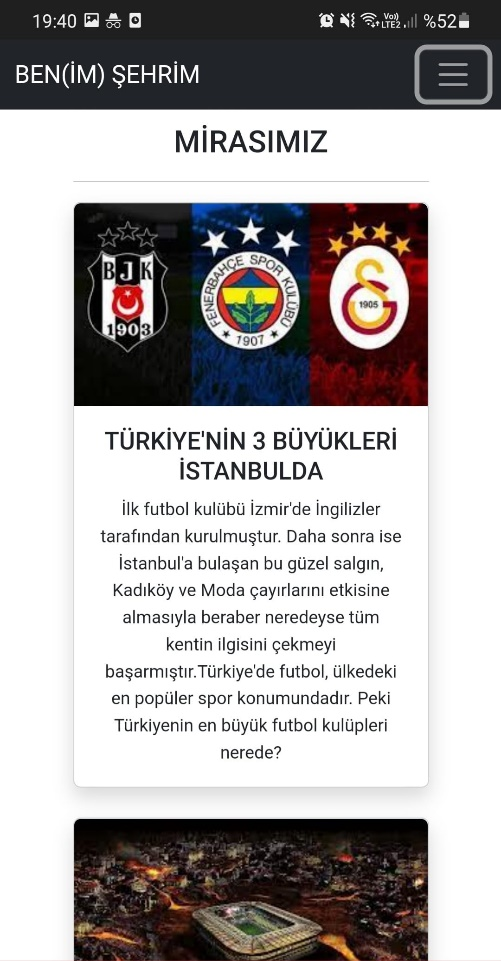 19:40 Vo)) LTE2 %52
BEN(İM) ŞEHRİM
MİRASIMIZ
BJK
1903
FENERBAHÇE SPOR KULÜBÜ
1907
1905
TÜRKİYE'NİN 3 BÜYÜKLERİ
İSTANBULDA
İlk futbol kulübü İzmir'de İngilizler
tarafından kurulmuştur. Daha sonra ise
İstanbul'a bulaşan bu güzel salgın,
Kadıköy ve Moda çayırlarını etkisine
almasıyla beraber neredeyse tüm
kentin ilgisini çekmeyi
başarmıştır.Türkiye'de futbol, ülkedeki
en popüler spor konumundadır. Peki
Türkiyenin en büyük futbol kulüpleri
nerede?